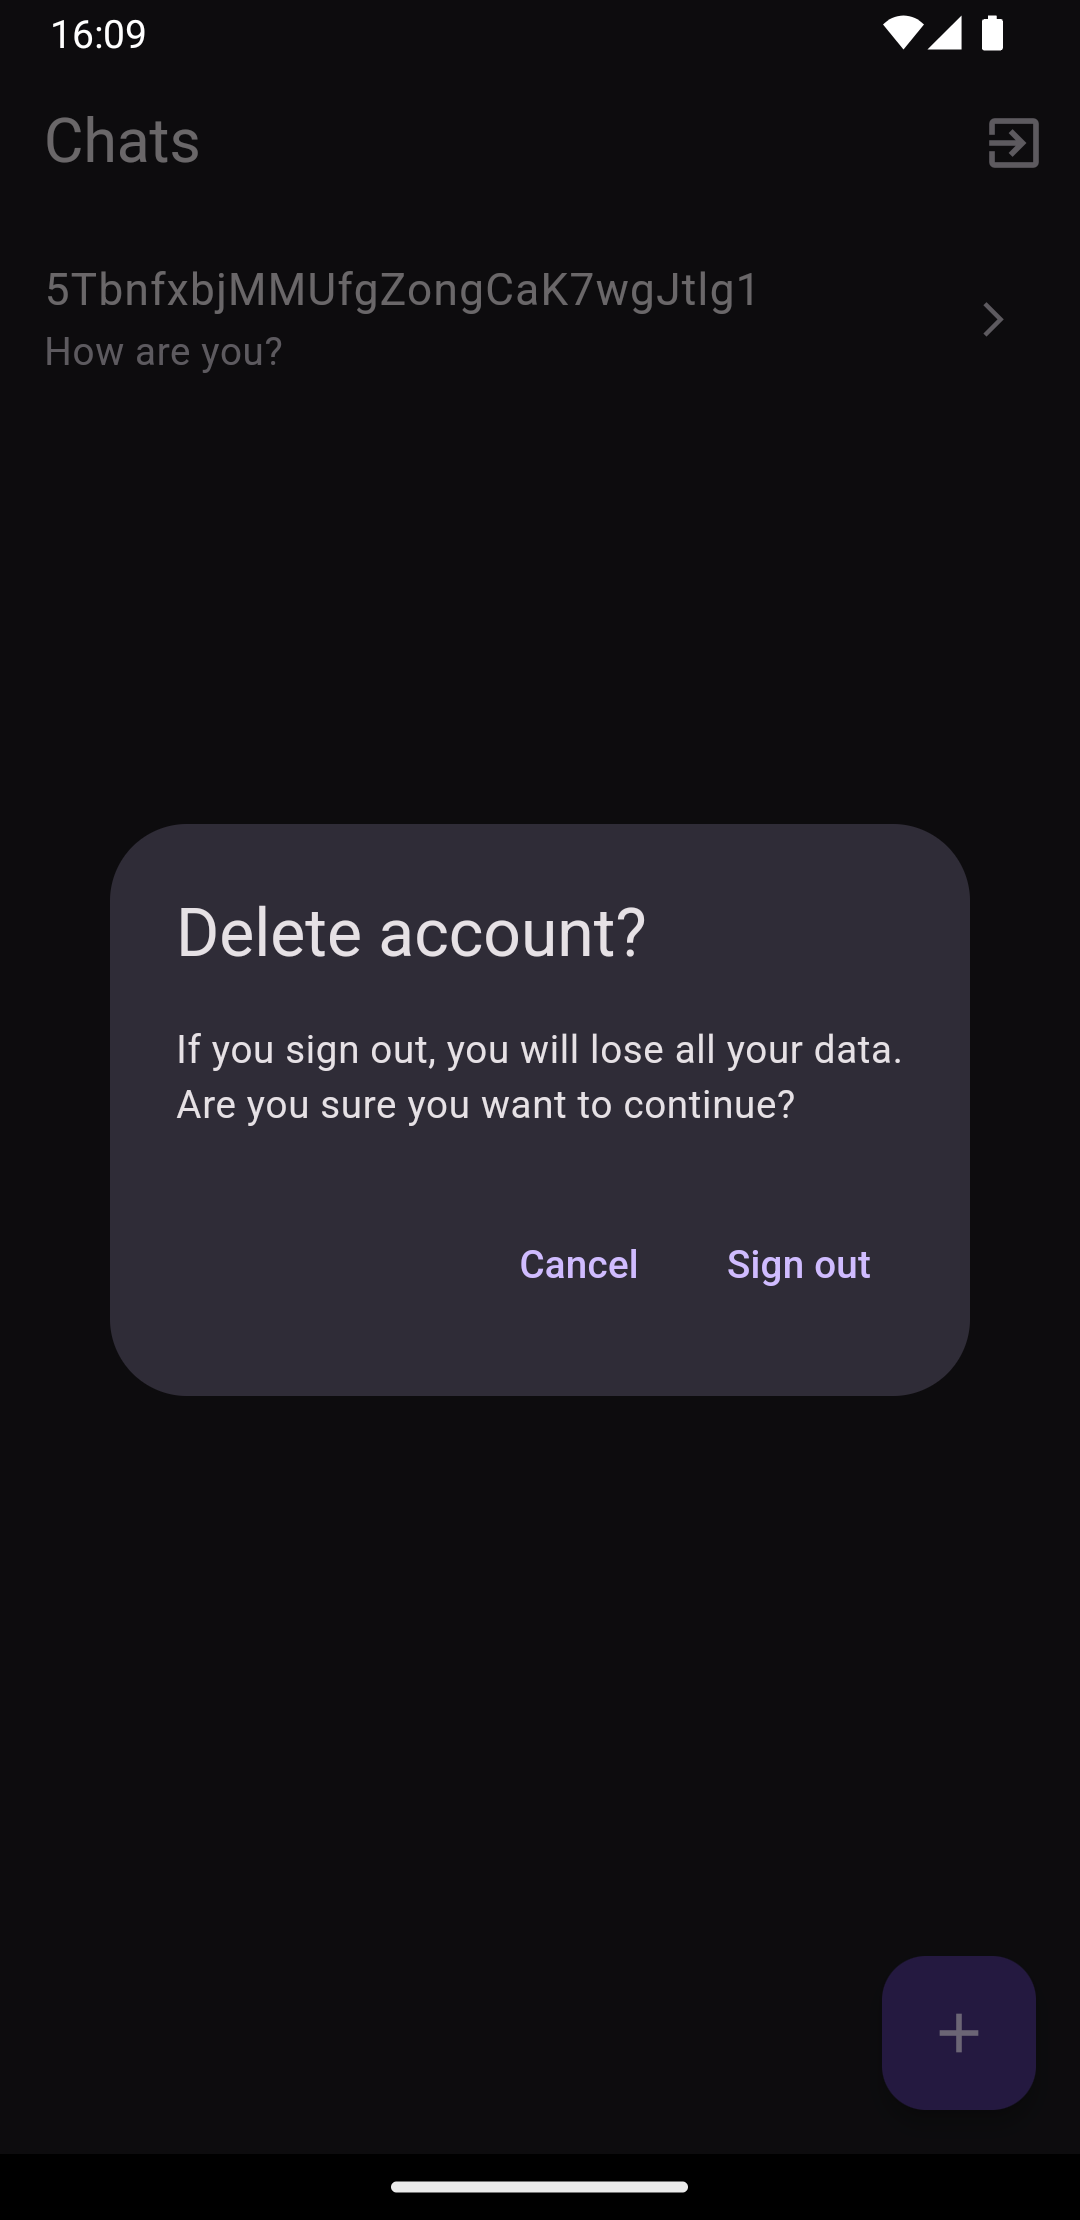 16:09
Chats
5TbnfxbjMMUfgZongCaK7wgJtlg1
How are you?
Delete account?
If you sign out, you will lose all your data.
Are you sure you want to continue?
Cancel
Sign out